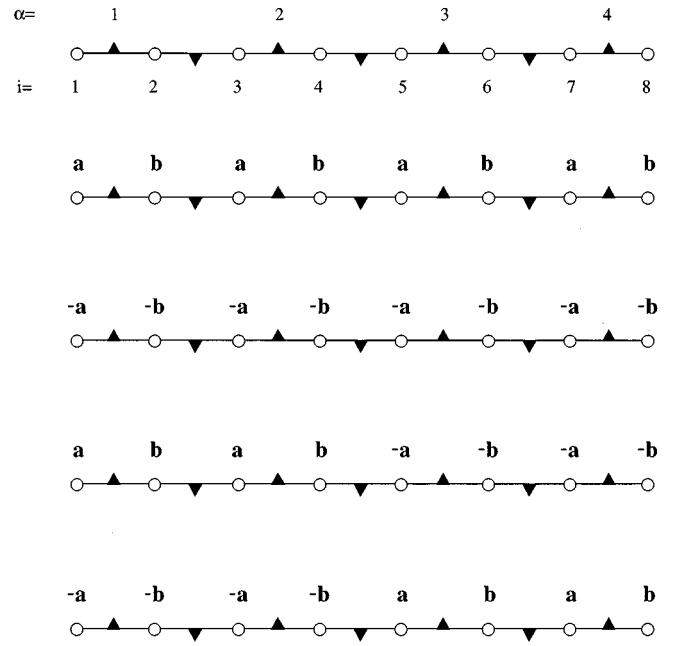 α= 1 2 3 4
i= 1 2 3 4 5 6 7 8
a b a b a b a b
-a -b -a -b -a -b -a -b
a b a b -a -b -a -b
-a -b -a -b a b a b